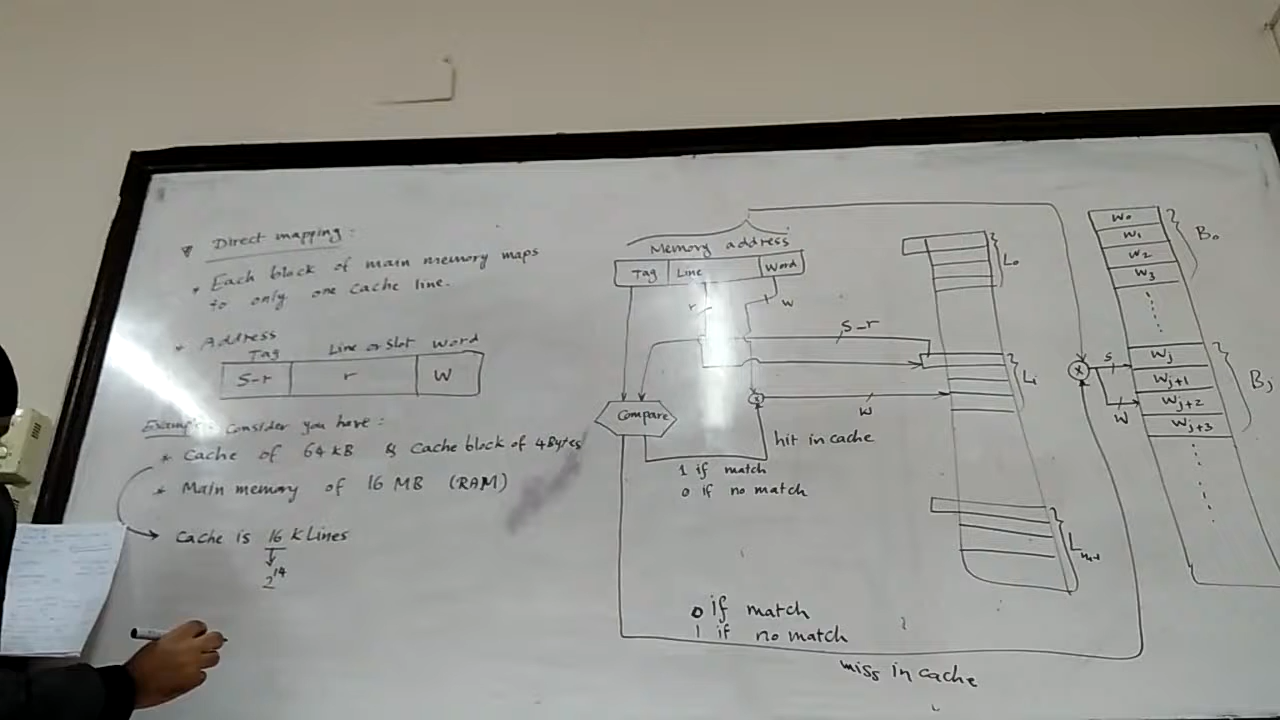 Direct mapping:
* Each block of main memory maps
to only one cache line.
* Address
Tag Line or slot Word
S-r r W
Example: Consider you have:
* Cache of 64 kB & Cache block of 4 Bytes
* Main memory of 16 MB (RAM)
Cache is 16 k Lines
2^14
Memory address
Tag Line Word
r
w
S-r
Compare
w
hit in cache
1 if match
0 if no match
0 if match
1 if no match
miss in cache
L0
Li
S
W
W0
W1
W2
W3
B0
Wj
Wj+1
Wj+2
Wj+3
Bj